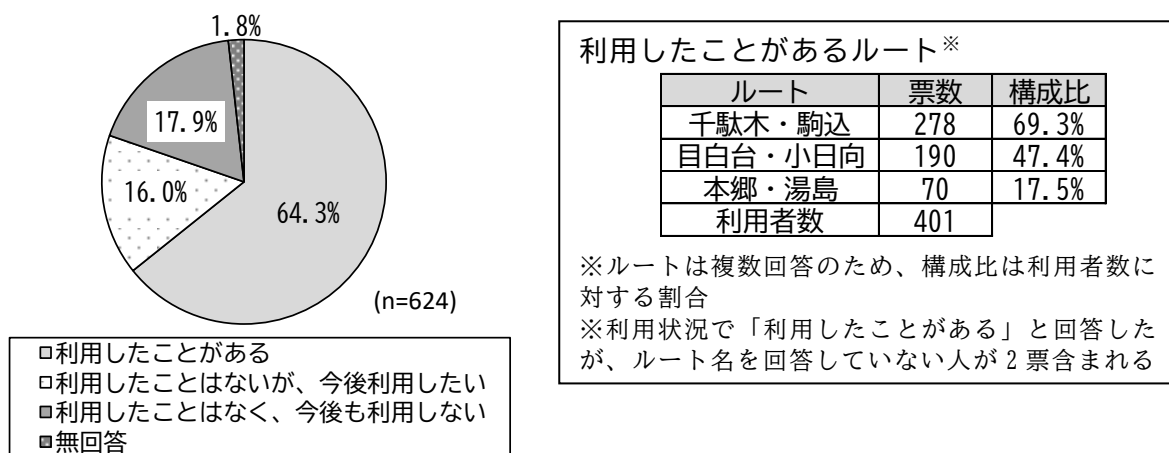 1.8%
17.9%
16.0%
64.3%
(n=624)
利用したことがある
利用したことはないが、今後利用したい
利用したことはなく、今後も利用しない
無回答
利用したことがあるルート※
ルート 票数 構成比
千駄木・駒込 278 69.3%
目白台・小日向 190 47.4%
本郷・湯島 70 17.5%
利用者数 401
※ルートは複数回答のため、構成比は利用者数に
対する割合
※利用状況で「利用したことがある」と回答した
が、ルート名を回答していない人が 2 票含まれる